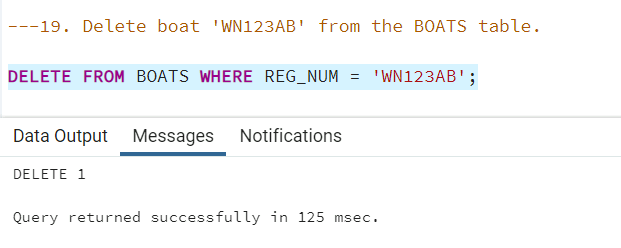 ---19. Delete boat 'WN123AB' from the BOATS table.
DELETE FROM BOATS WHERE REG_NUM = 'WN123AB';
Data Output Messages Notifications
DELETE 1
Query returned successfully in 125 msec.